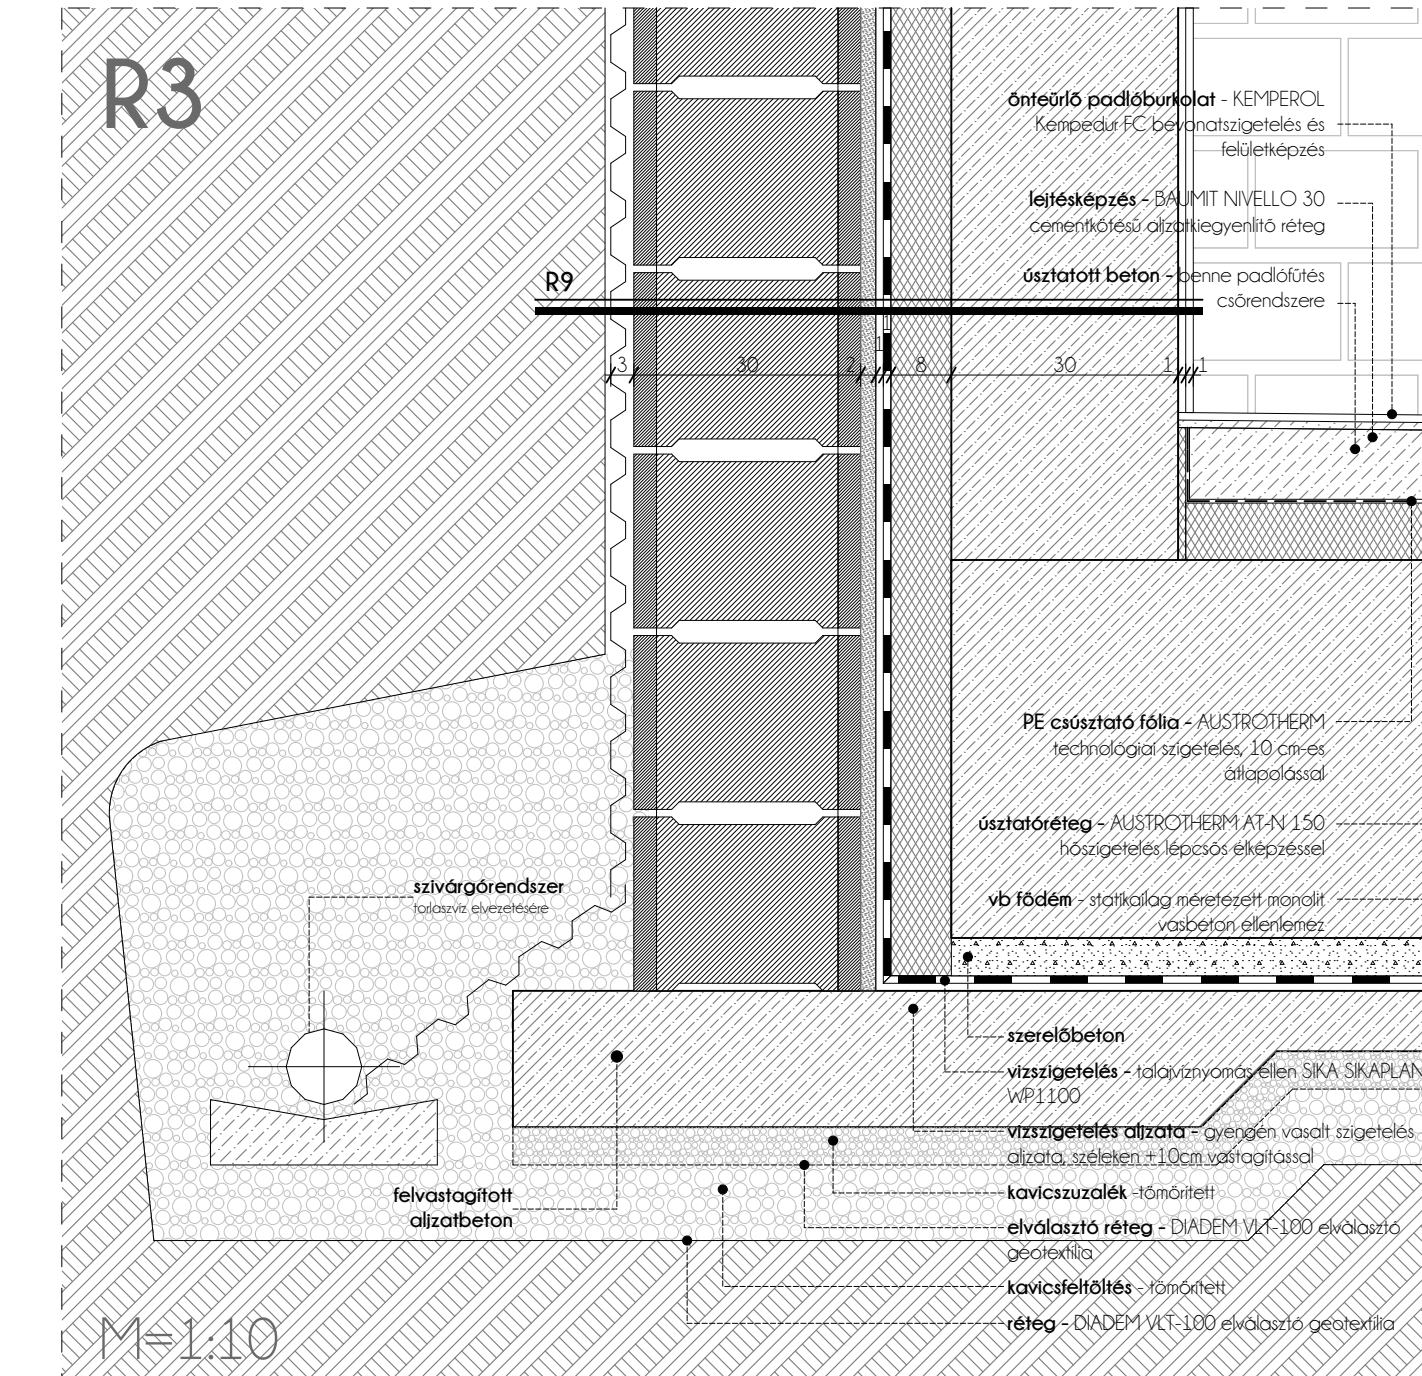 R3
önteürlő padlóburkolat - KEMPEROL
Kempedur FC bevonatszigetelés és
felületképzés
lejtésképzés - BAUMIT NIVELLO 30
cementkötésű aljzatkiegyenlítő réteg
úsztatott beton - benne padlófűtés
csőrendszere
R9
3 30 2 1 8 30 1 1
PE csúsztató fólia - AUSTROTHERM
technológiai szigetelés, 10 cm-es
átlapolással
úsztatóréteg - AUSTROTHERM AT-N 150
hőszigetelés lépcsős élképzéssel
szivárgórendszer
torlaszvíz elvezetésére
vb födém - statikailag méretezett monolit
vasbeton ellenlemez
szerelőbeton
vízszigetelés - talajvíznyomás ellen SIKA SIKAPLAN
WP1100
vízszigetelés aljzata - gyengén vasalt szigetelés
aljzata, széleken +10cm vastagítással
felvastagított
aljzatbeton
kavicszuzalék -tömörített
elválasztó réteg - DIADEM VLT-100 elválasztó
geotextília
kavicsfeltöltés - tömörített
réteg - DIADEM VLT-100 elválasztó geotextília
M=1:10